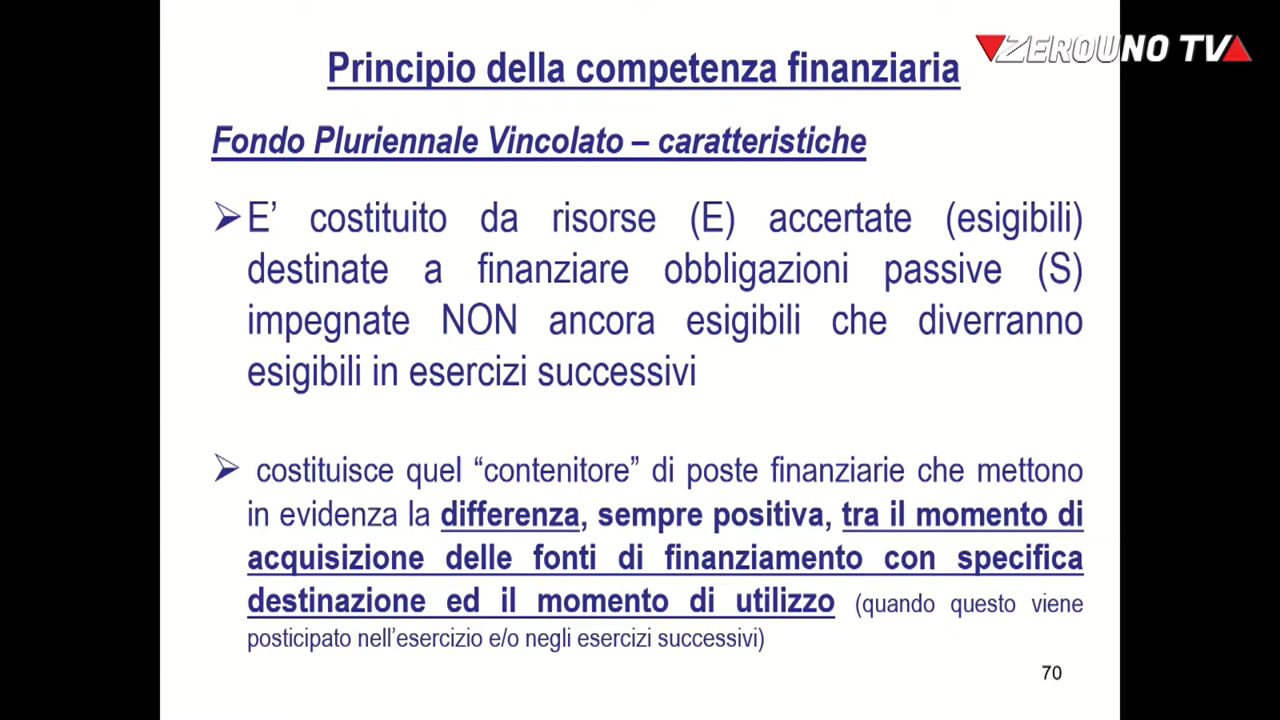 ZEROUNO TV
Principio della competenza finanziaria
Fondo Pluriennale Vincolato – caratteristiche
➢E’ costituito da risorse (E) accertate (esigibili)
destinate a finanziare obbligazioni passive (S)
impegnate NON ancora esigibili che diverranno
esigibili in esercizi successivi
➢ costituisce quel “contenitore” di poste finanziarie che mettono
in evidenza la differenza, sempre positiva, tra il momento di
acquisizione delle fonti di finanziamento con specifica
destinazione ed il momento di utilizzo (quando questo viene
posticipato nell’esercizio e/o negli esercizi successivi)
70